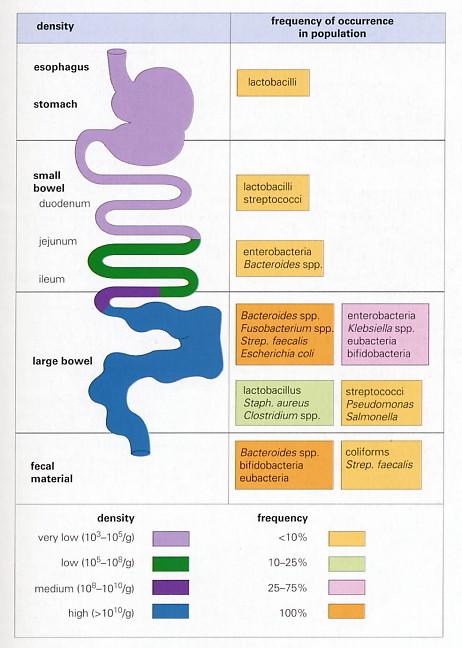 density
frequency of occurrence
in population
esophagus
stomach
lactobacilli
small
bowel
duodenum
jejunum
ileum
lactobacilli
streptococci
enterobacteria
Bacteroides spp.
large bowel
Bacteroides spp.
Fusobacterium spp.
Strep. faecalis
Escherichia coli
enterobacteria
Klebsiella spp.
eubacteria
bifidobacteria
lactobacillus
Staph. aureus
Clostridium spp.
streptococci
Pseudomonas
Salmonella
fecal
material
Bacteroides spp.
bifidobacteria
eubacteria
coliforms
Strep. faecalis
density
very low (10³–10⁵/g)
low (10⁵–10⁸/g)
medium (10⁸–10¹⁰/g)
high (>10¹⁰/g)
frequency
<10%
10–25%
25–75%
100%